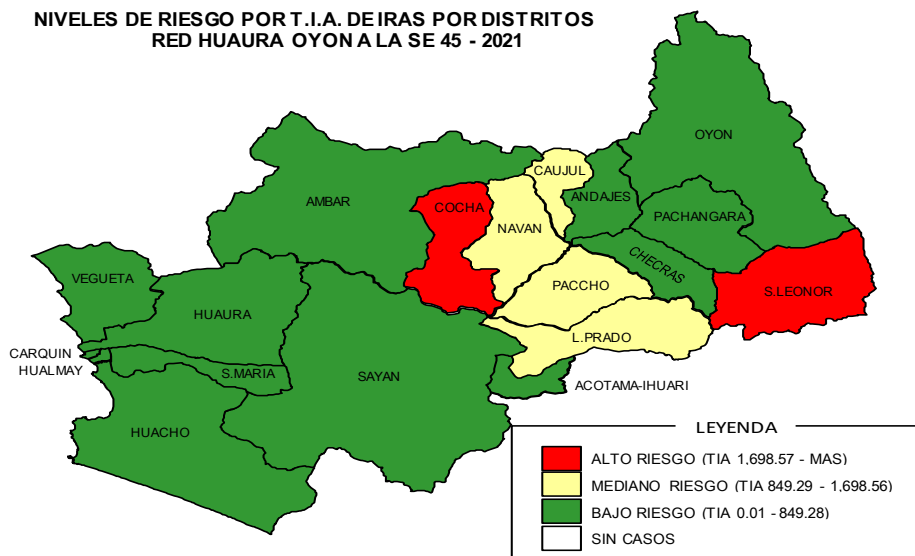 NIVELES DE RIESGO POR T.I.A. DE IRAS POR DISTRITOS
RED HUAURA OYON A LA SE 45 - 2021
OYON
CAUJUL
ANDAJES
AMBAR
COCHA
PACHANGARA
NAVAN
CHECRAS
VEGUETA
PACCHO
S.LEONOR
HUAURA
L.PRADO
CARQUIN
HUALMAY
S.MARIA
SAYAN
ACOTAMA-IHUARI
HUACHO
LEYENDA
ALTO RIESGO (TIA 1,698.57 - MAS)
MEDIANO RIESGO (TIA 849.29 - 1,698.56)
BAJO RIESGO (TIA 0.01 - 849.28)
SIN CASOS